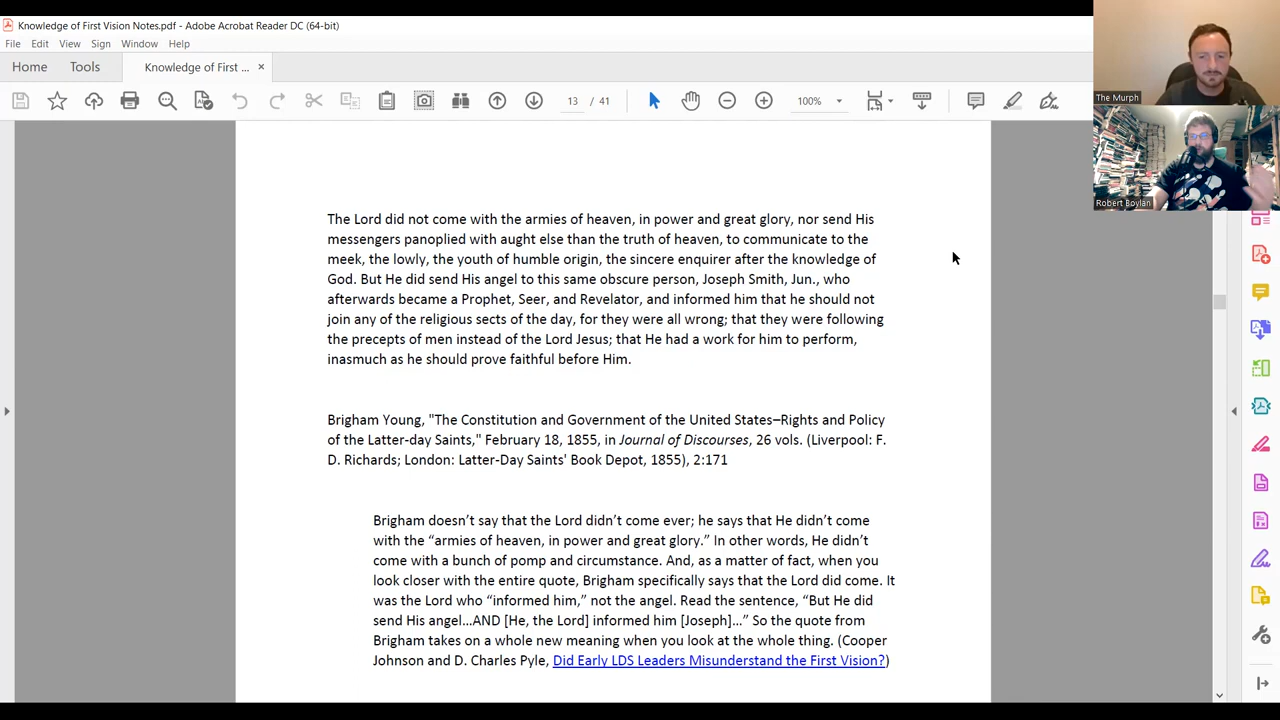 Knowledge of First Vision Notes.pdf - Adobe Acrobat Reader DC (64-bit)
File Edit View Sign Window Help
Home Tools Knowledge of First ... ×
13 / 41 100%
The Murph
Robert Boylan
The Lord did not come with the armies of heaven, in power and great glory, nor send His
messengers panoplied with aught else than the truth of heaven, to communicate to the
meek, the lowly, the youth of humble origin, the sincere enquirer after the knowledge of
God. But He did send His angel to this same obscure person, Joseph Smith, Jun., who
afterwards became a Prophet, Seer, and Revelator, and informed him that he should not
join any of the religious sects of the day, for they were all wrong; that they were following
the precepts of men instead of the Lord Jesus; that He had a work for him to perform,
inasmuch as he should prove faithful before Him.
Brigham Young, "The Constitution and Government of the United States–Rights and Policy
of the Latter-day Saints," February 18, 1855, in Journal of Discourses, 26 vols. (Liverpool: F.
D. Richards; London: Latter-Day Saints' Book Depot, 1855), 2:171
Brigham doesn’t say that the Lord didn’t come ever; he says that He didn’t come
with the “armies of heaven, in power and great glory.” In other words, He didn’t
come with a bunch of pomp and circumstance. And, as a matter of fact, when you
look closer with the entire quote, Brigham specifically says that the Lord did come. It
was the Lord who “informed him,” not the angel. Read the sentence, “But He did
send His angel…AND [He, the Lord] informed him [Joseph]…” So the quote from
Brigham takes on a whole new meaning when you look at the whole thing. (Cooper
Johnson and D. Charles Pyle, Did Early LDS Leaders Misunderstand the First Vision?)